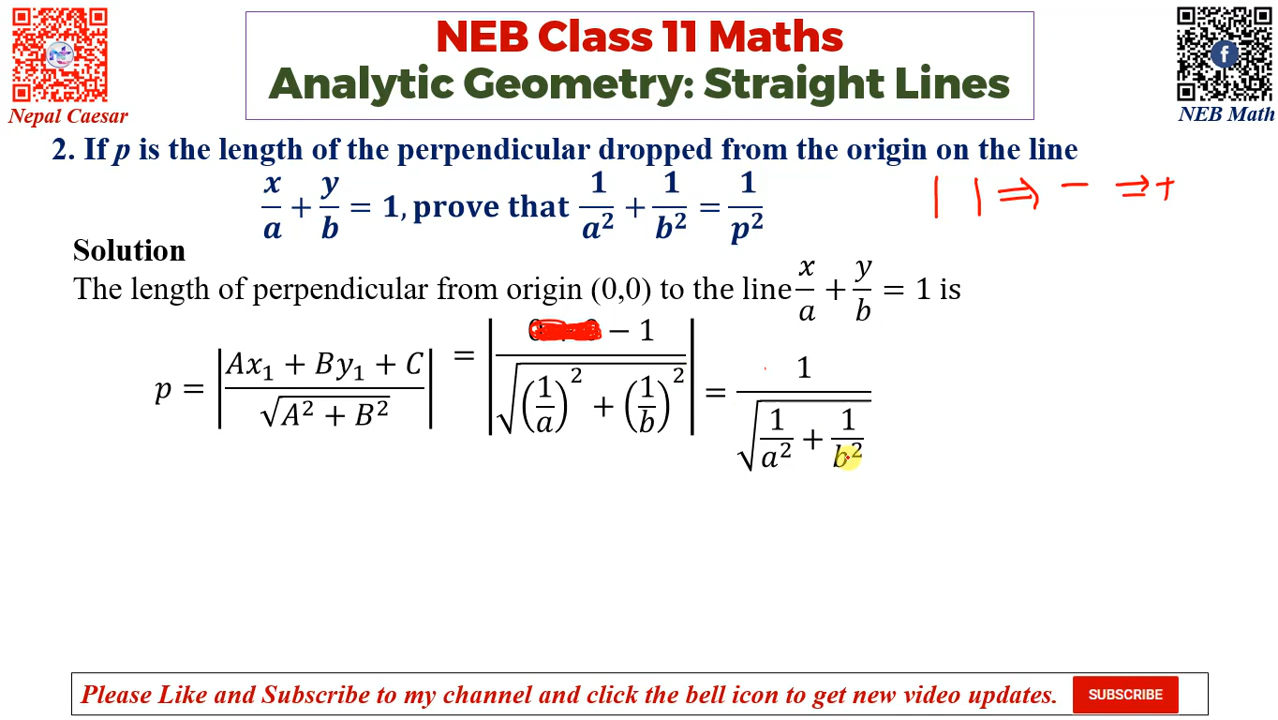 NEB Class 11 Maths
Analytic Geometry: Straight Lines
Nepal Caesar
NEB Math
2. If p is the length of the perpendicular dropped from the origin on the line
x/a + y/b = 1, prove that 1/a² + 1/b² = 1/p²
| | ⇒ − ⇒ +
Solution
The length of perpendicular from origin (0,0) to the line x/a + y/b = 1 is
p = |(Ax₁ + By₁ + C)/√(A² + B²)| = |( − 1)/√((1/a)² + (1/b)²)| = 1/√(1/a² + 1/b²)
Please Like and Subscribe to my channel and click the bell icon to get new video updates.
SUBSCRIBE